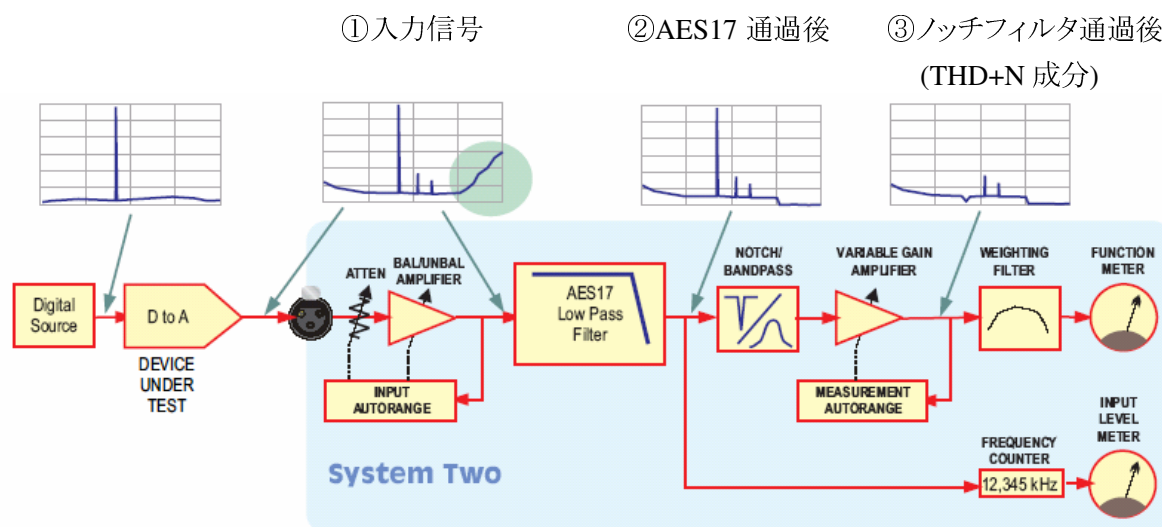 ①入力信号
②AES17 通過後
③ノッチフィルタ通過後
(THD+N 成分)
Digital
Source
D to A
DEVICE
UNDER
TEST
ATTEN
BAL/UNBAL
AMPLIFIER
INPUT
AUTORANGE
AES17
Low Pass
Filter
NOTCH/
BANDPASS
VARIABLE GAIN
AMPLIFIER
MEASUREMENT
AUTORANGE
WEIGHTING
FILTER
FUNCTION
METER
FREQUENCY
COUNTER
12,345 kHz
INPUT
LEVEL
METER
System Two